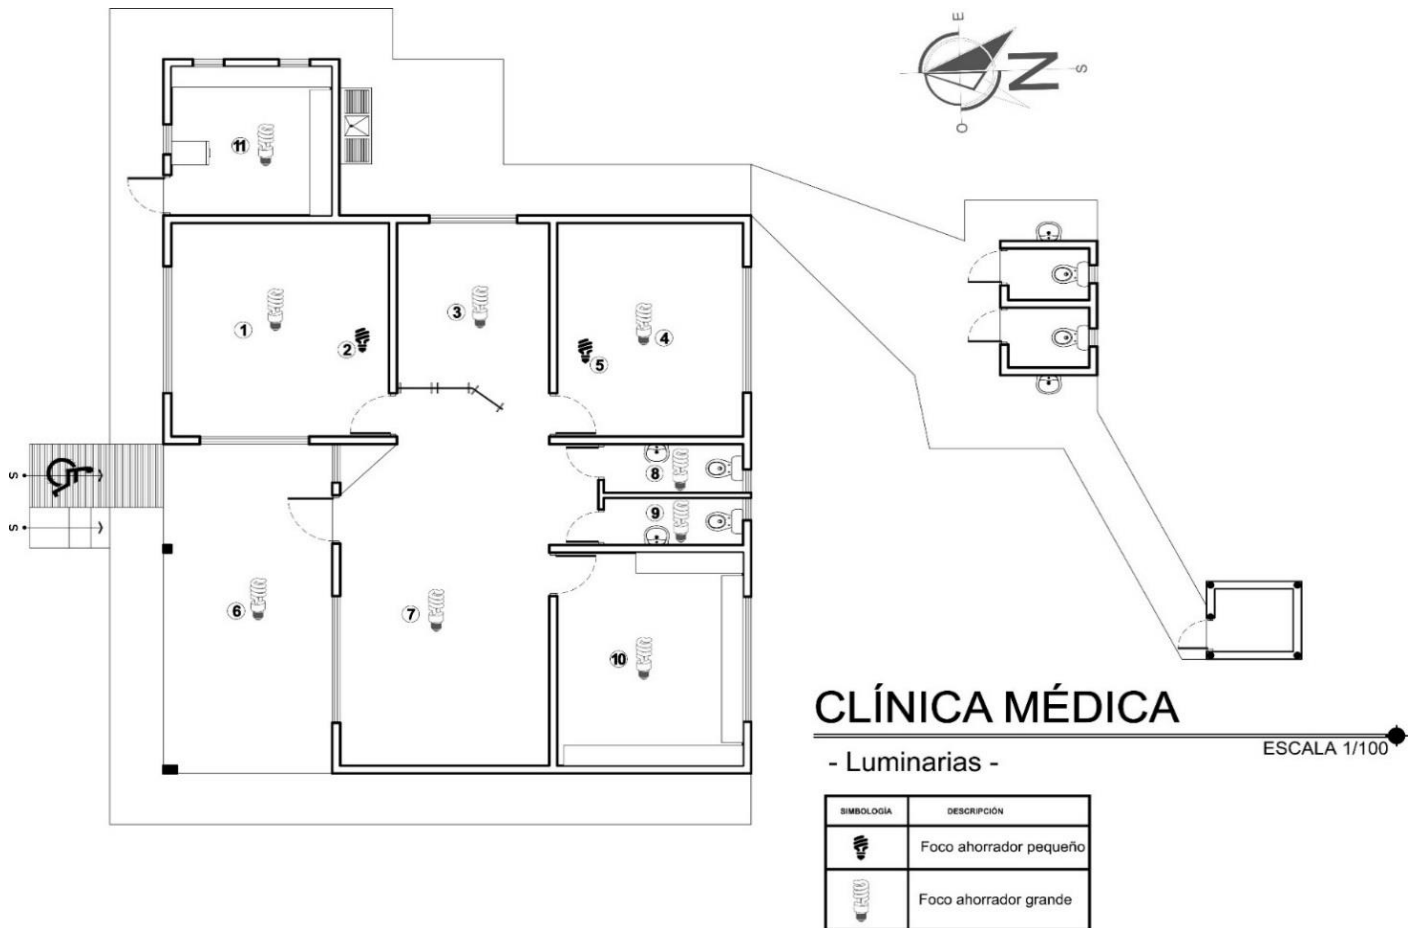 E
N
S
O
11
1
2
3
4
5
S
S
8
9
6
7
10
CLÍNICA MÉDICA
ESCALA 1/100
- Luminarias -
SIMBOLOGÍA DESCRIPCIÓN
Foco ahorrador pequeño
Foco ahorrador grande